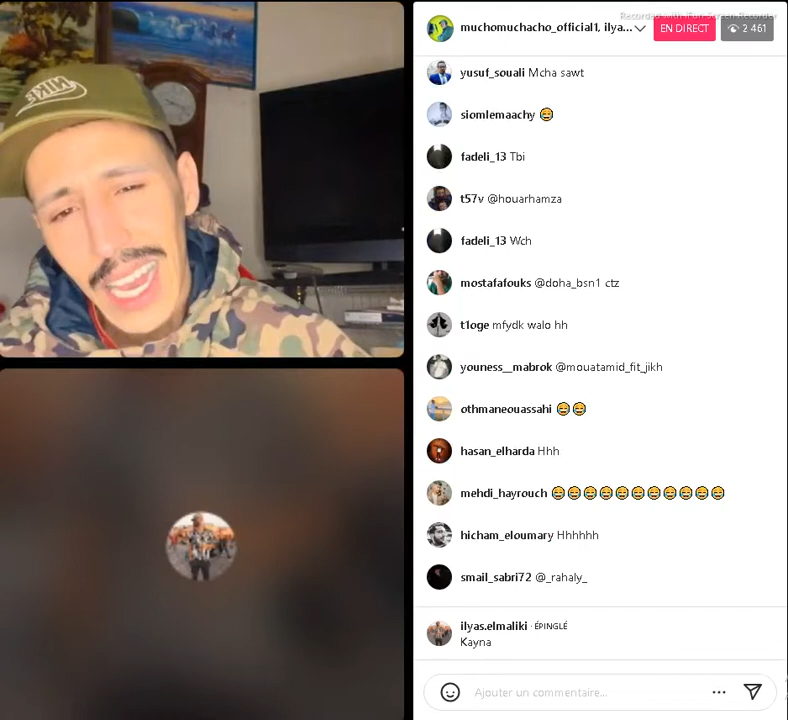 Recorded with iFun Screen Recorder
muchomuchacho_official1, ilya... EN DIRECT 2 461
NIKE
yusuf_souali Mcha sawt
siomlemaachy 😂
fadeli_13 Tbi
t57v @houarhamza
fadeli_13 Wch
mostafafouks @doha_bsn1 ctz
t1oge mfydk walo hh
youness__mabrok @mouatamid_fit_jikh
othmaneouassahi 😂😂
hasan_elharda Hhh
mehdi_hayrouch 😂😂😂😂😂😂😂😂😂😂😂
hicham_eloumary Hhhhhh
smail_sabri72 @_rahaly_
ilyas.elmaliki · ÉPINGLÉ
Kayna
Ajouter un commentaire...